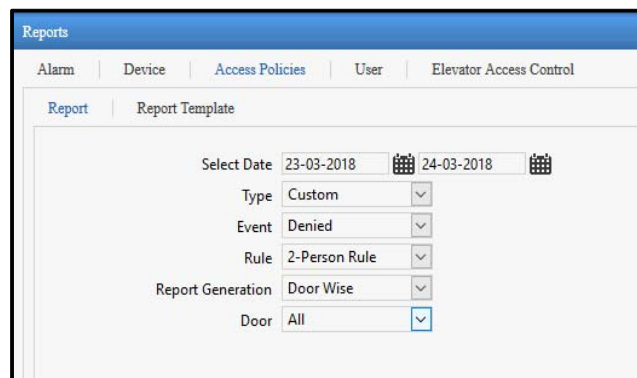 Reports
Alarm Device Access Policies User Elevator Access Control
Report Report Template
Select Date 23-03-2018 24-03-2018
Type Custom
Event Denied
Rule 2-Person Rule
Report Generation Door Wise
Door All